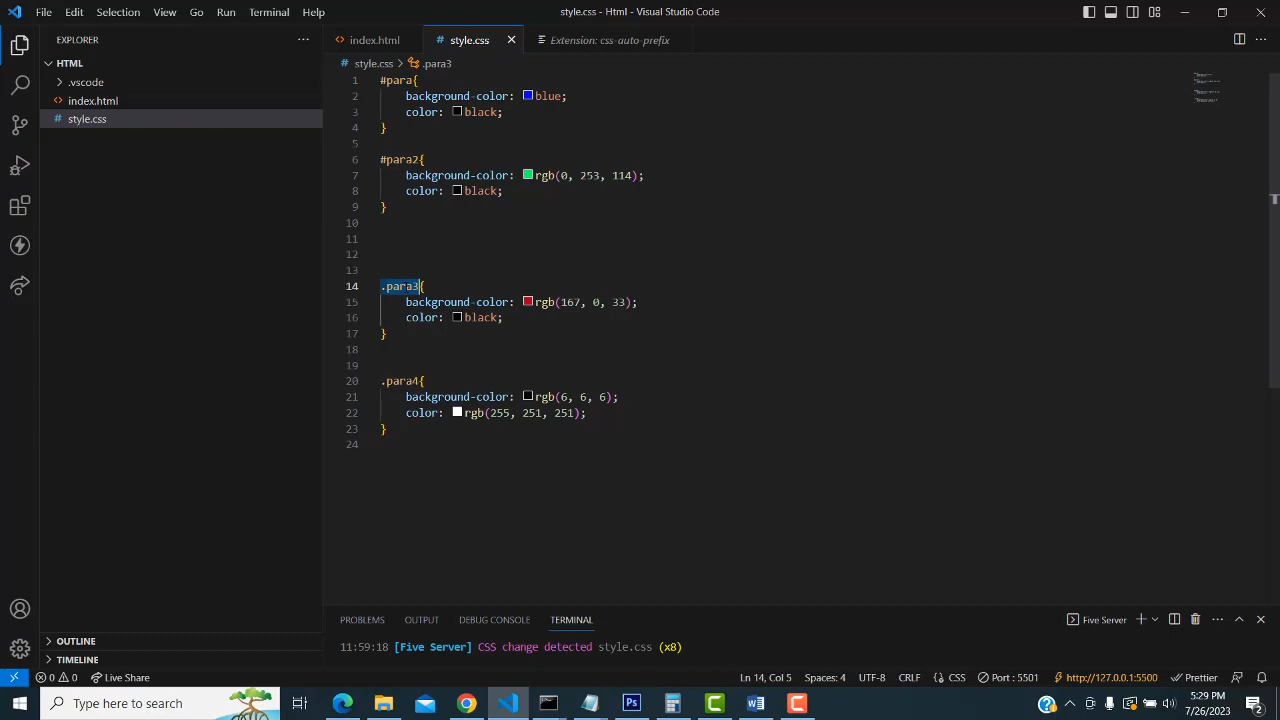 File Edit Selection View Go Run Terminal Help style.css - Html - Visual Studio Code
EXPLORER ···
HTML
.vscode
index.html
style.css
OUTLINE
TIMELINE
index.html # style.css Extension: css-auto-prefix
# style.css > .para3
1 #para{
2 background-color: blue;
3 color: black;
4 }
5
6 #para2{
7 background-color: rgb(0, 253, 114);
8 color: black;
9 }
10
11
12
13
14 .para3{
15 background-color: rgb(167, 0, 33);
16 color: black;
17 }
18
19
20 .para4{
21 background-color: rgb(6, 6, 6);
22 color: rgb(255, 251, 251);
23 }
24
PROBLEMS OUTPUT DEBUG CONSOLE TERMINAL Five Server
11:59:18 [Five Server] CSS change detected style.css (x8)
0 0 Live Share Ln 14, Col 5 Spaces: 4 UTF-8 CRLF CSS Port : 5501 http://127.0.0.1:5500 Prettier
Type here to search
5:29 PM
7/26/2023
2